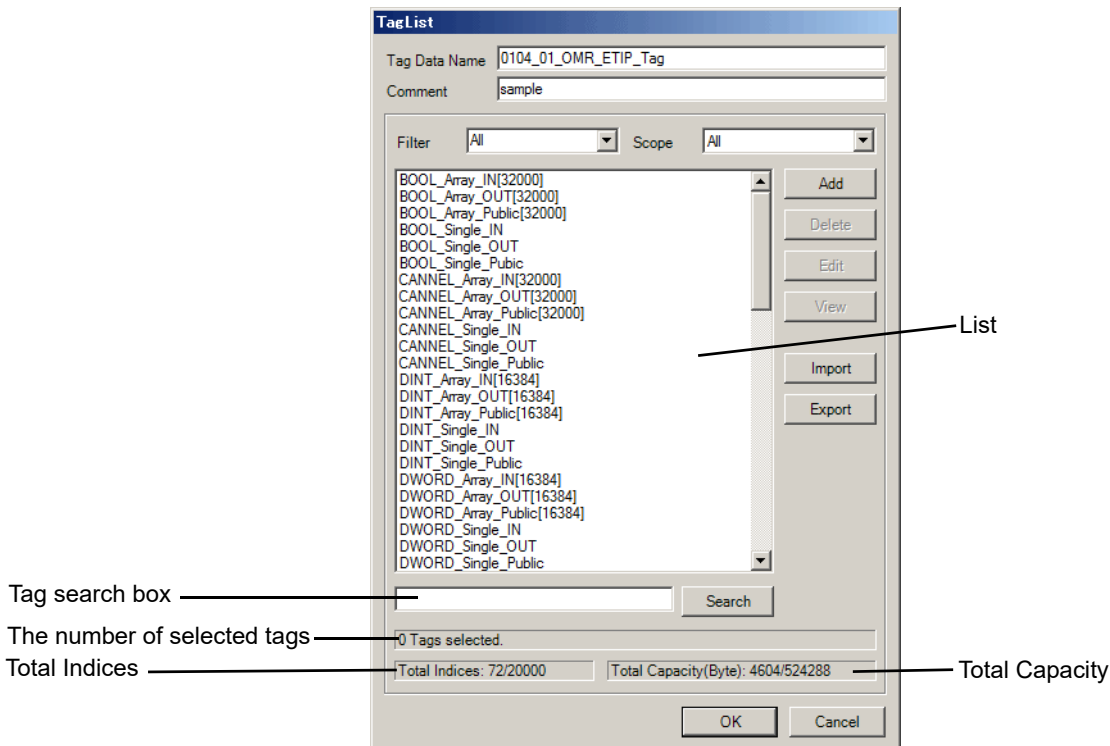 TagList
Tag Data Name 0104_01_OMR_ETIP_Tag
Comment sample
Filter All Scope All
BOOL_Array_IN[32000]
BOOL_Array_OUT[32000]
BOOL_Array_Public[32000]
BOOL_Single_IN
BOOL_Single_OUT
BOOL_Single_Pubic
CANNEL_Array_IN[32000]
CANNEL_Array_OUT[32000]
CANNEL_Array_Public[32000]
CANNEL_Single_IN
CANNEL_Single_OUT
CANNEL_Single_Public
DINT_Array_IN[16384]
DINT_Array_OUT[16384]
DINT_Array_Public[16384]
DINT_Single_IN
DINT_Single_OUT
DINT_Single_Public
DWORD_Array_IN[16384]
DWORD_Array_OUT[16384]
DWORD_Array_Public[16384]
DWORD_Single_IN
DWORD_Single_OUT
DWORD_Single_Public
Add
Delete
Edit
View
Import
Export
List
Tag search box
Search
The number of selected tags
0 Tags selected.
Total Indices
Total Indices: 72/20000
Total Capacity(Byte): 4604/524288
Total Capacity
OK
Cancel